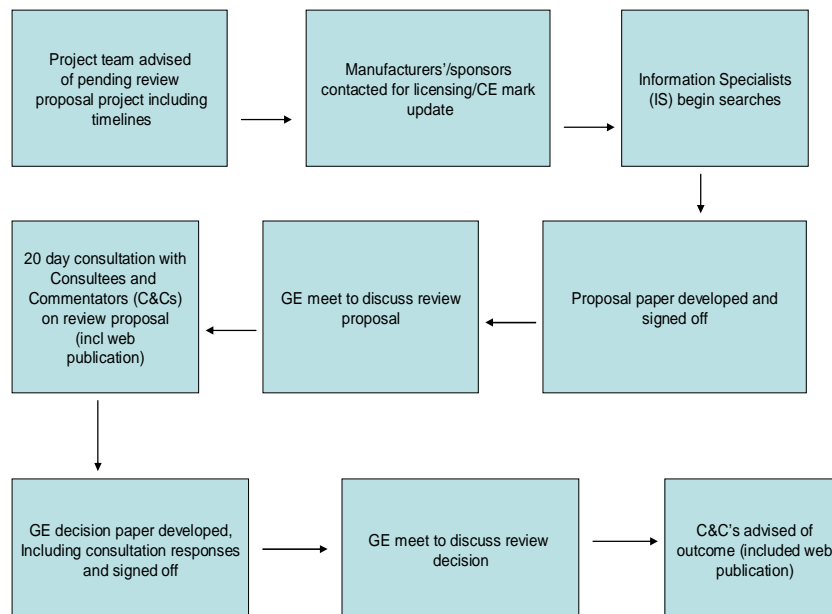 Project team advised
of pending review
proposal project including
timelines
Manufacturers'/sponsors
contacted for licensing/CE mark
update
Information Specialists
(IS) begin searches
Proposal paper developed and
signed off
GE meet to discuss review
proposal
20 day consultation with
Consultees and
Commentators (C&Cs)
on review proposal
(incl web
publication)
GE decision paper developed,
Including consultation responses
and signed off
GE meet to discuss review
decision
C&C's advised of
outcome (included web
publication)